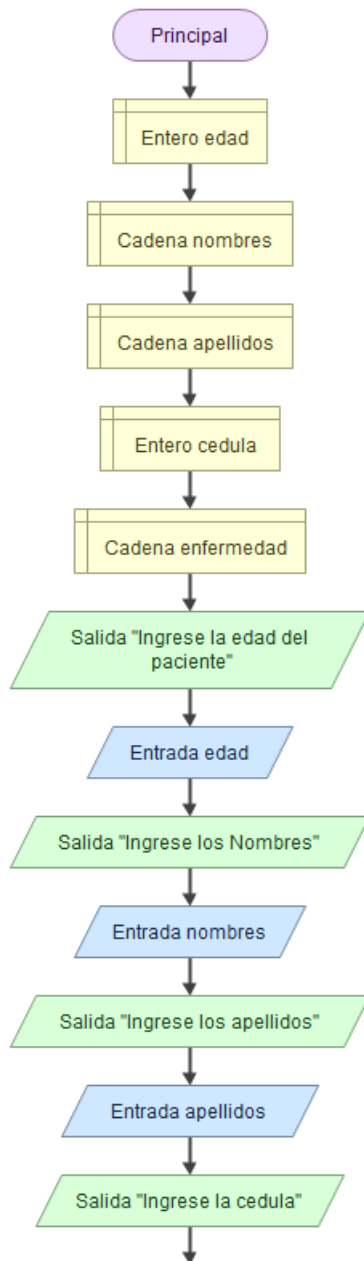 Principal
Entero edad
Cadena nombres
Cadena apellidos
Entero cedula
Cadena enfermedad
Salida "Ingrese la edad del
paciente"
Entrada edad
Salida "Ingrese los Nombres"
Entrada nombres
Salida "Ingrese los apellidos"
Entrada apellidos
Salida "Ingrese la cedula"